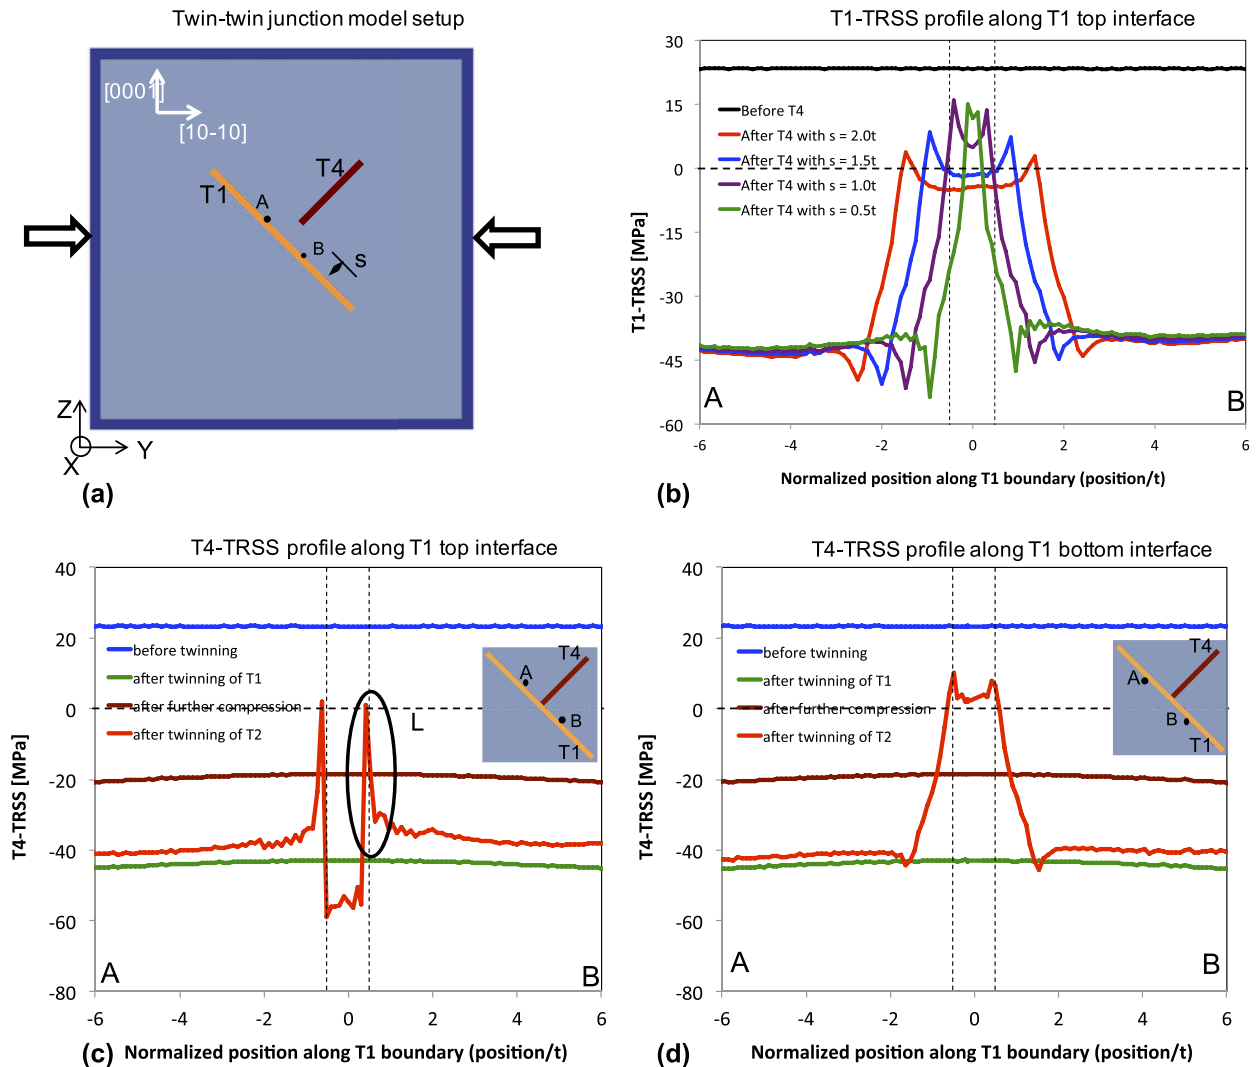 Twin-twin junction model setup
[0001]
[10-10]
T4
T1
A
B
s
Z
Y
X
(a)
T1-TRSS profile along T1 top interface
30
15
0
-15
-30
-45
-60
T1-TRSS [MPa]
Before T4
After T4 with s = 2.0t
After T4 with s = 1.5t
After T4 with s = 1.0t
After T4 with s = 0.5t
A
B
-6
-4
-2
0
2
4
6
Normalized position along T1 boundary (position/t)
(b)
T4-TRSS profile along T1 top interface
40
20
0
-20
-40
-60
-80
T4-TRSS [MPa]
before twinning
after twinning of T1
after further compression
after twinning of T2
L
T4
A
B
T1
A
B
-6
-4
-2
0
2
4
6
Normalized position along T1 boundary (position/t)
(c)
T4-TRSS profile along T1 bottom interface
40
20
0
-20
-40
-60
-80
T4-TRSS [MPa]
before twinning
after twinning of T1
after further compression
after twinning of T2
T4
A
B
T1
A
B
-6
-4
-2
0
2
4
6
Normalized position along T1 boundary (position/t)
(d)